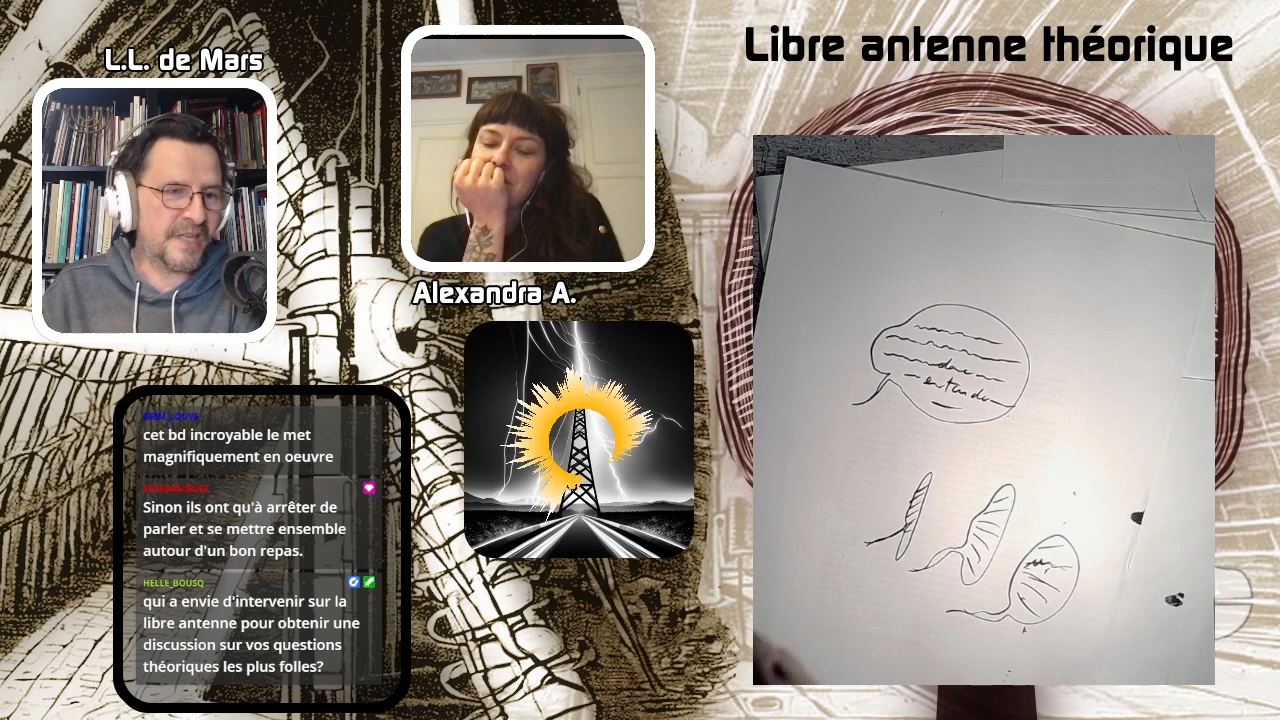 L.L. de Mars
Libre antenne théorique
Alexandra A.
cet bd incroyable le met
magnifiquement en oeuvre
Sinon ils ont qu'à arrêter de
parler et se mettre ensemble
autour d'un bon repas.
HELLE_BOUSQ
qui a envie d'intervenir sur la
libre antenne pour obtenir une
discussion sur vos questions
théoriques les plus folles?